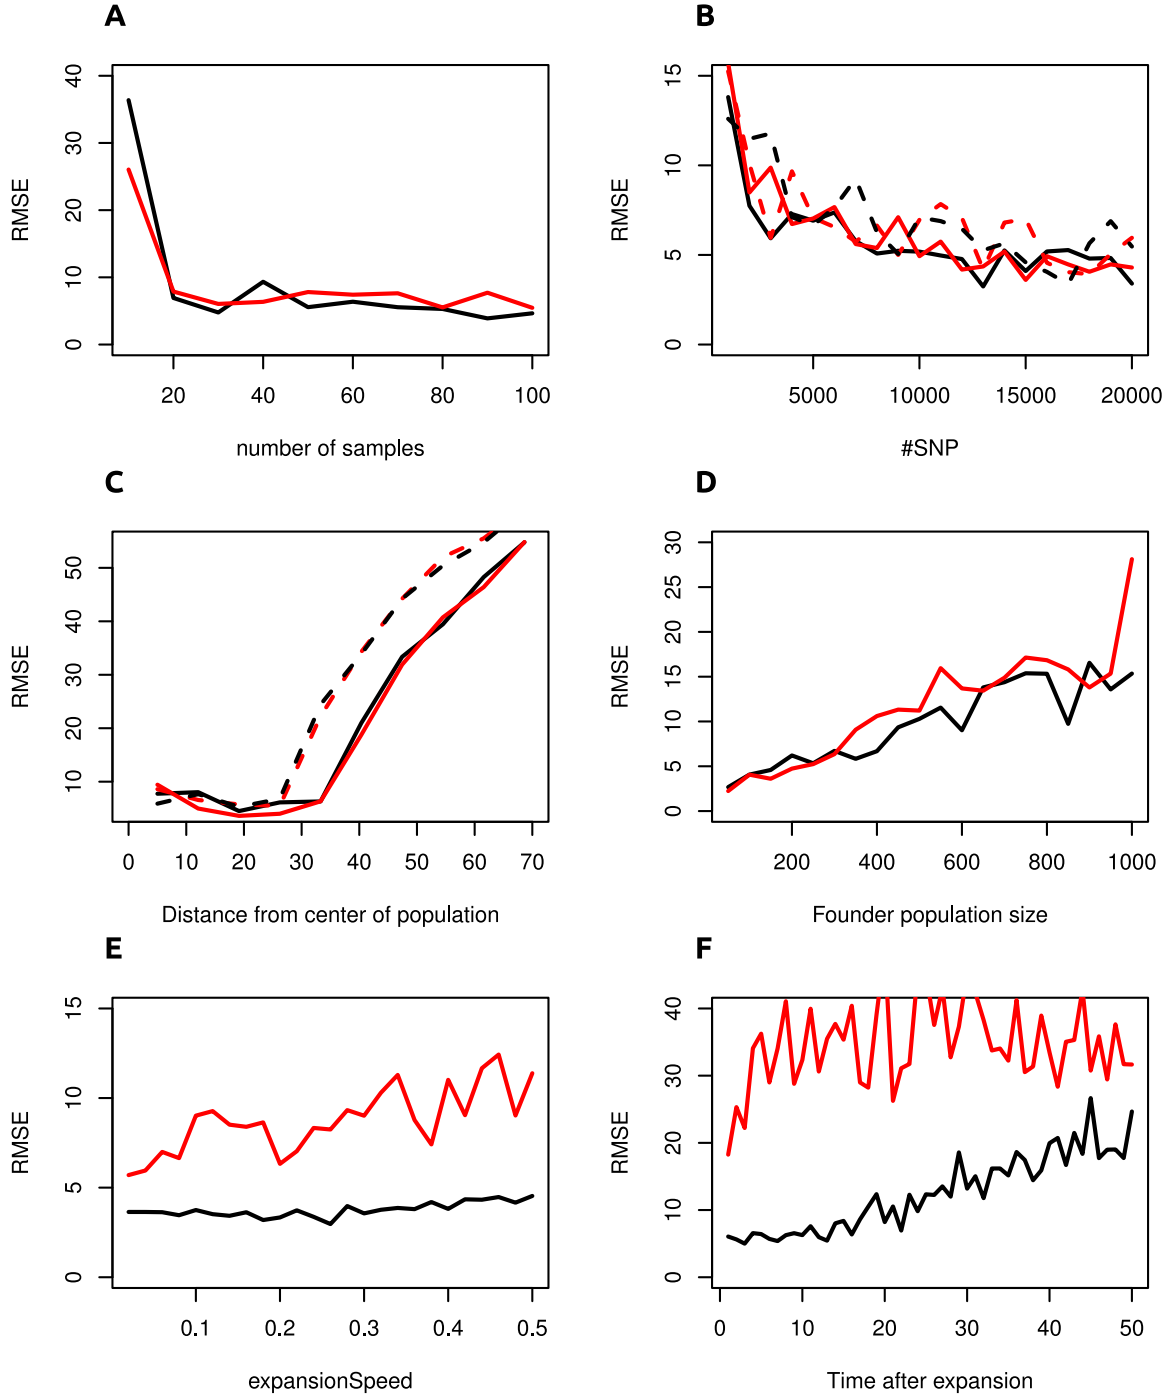 A
40
30
20
10
0
RMSE
20 40 60 80 100
number of samples
B
15
10
5
0
RMSE
5000 10000 15000 20000
#SNP
C
50
40
30
20
10
RMSE
0 10 20 30 40 50 60 70
Distance from center of population
D
30
25
20
15
10
5
0
RMSE
200 400 600 800 1000
Founder population size
E
15
10
5
0
RMSE
0.1 0.2 0.3 0.4 0.5
expansionSpeed
F
40
30
20
10
0
RMSE
0 10 20 30 40 50
Time after expansion